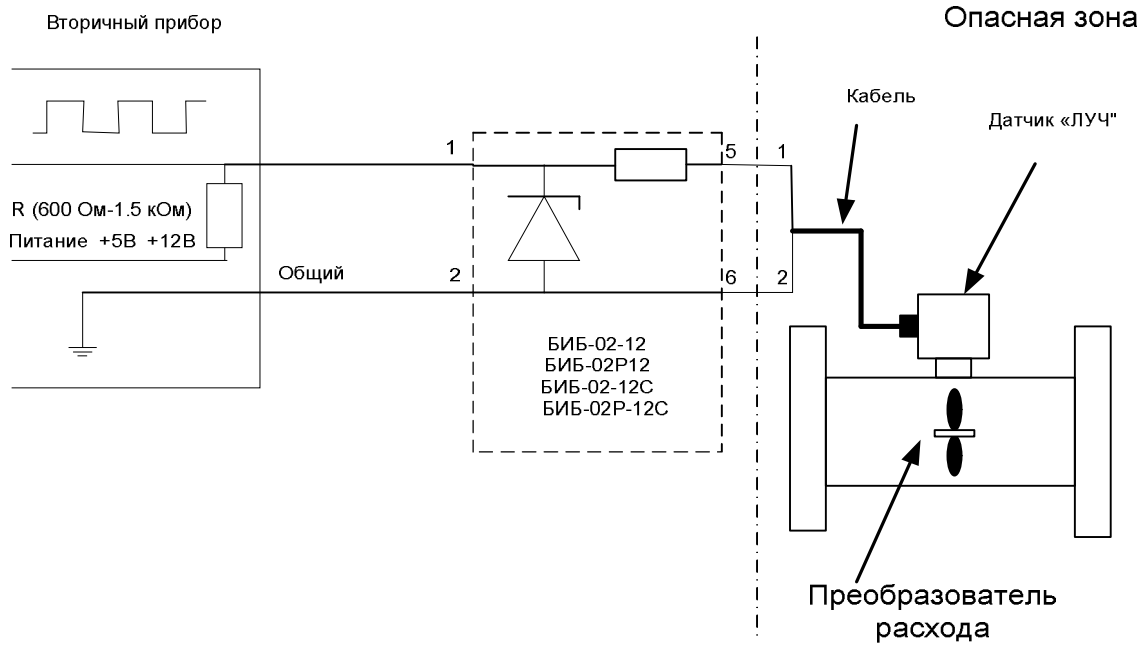 Вторичный прибор
Опасная зона
Кабель
Датчик «ЛУЧ"
1
5
1
R (600 Ом-1.5 кОм)
Питание +5В +12В
Общий
2
6
2
БИБ-02-12
БИБ-02Р12
БИБ-02-12С
БИБ-02Р-12С
Преобразователь
расхода